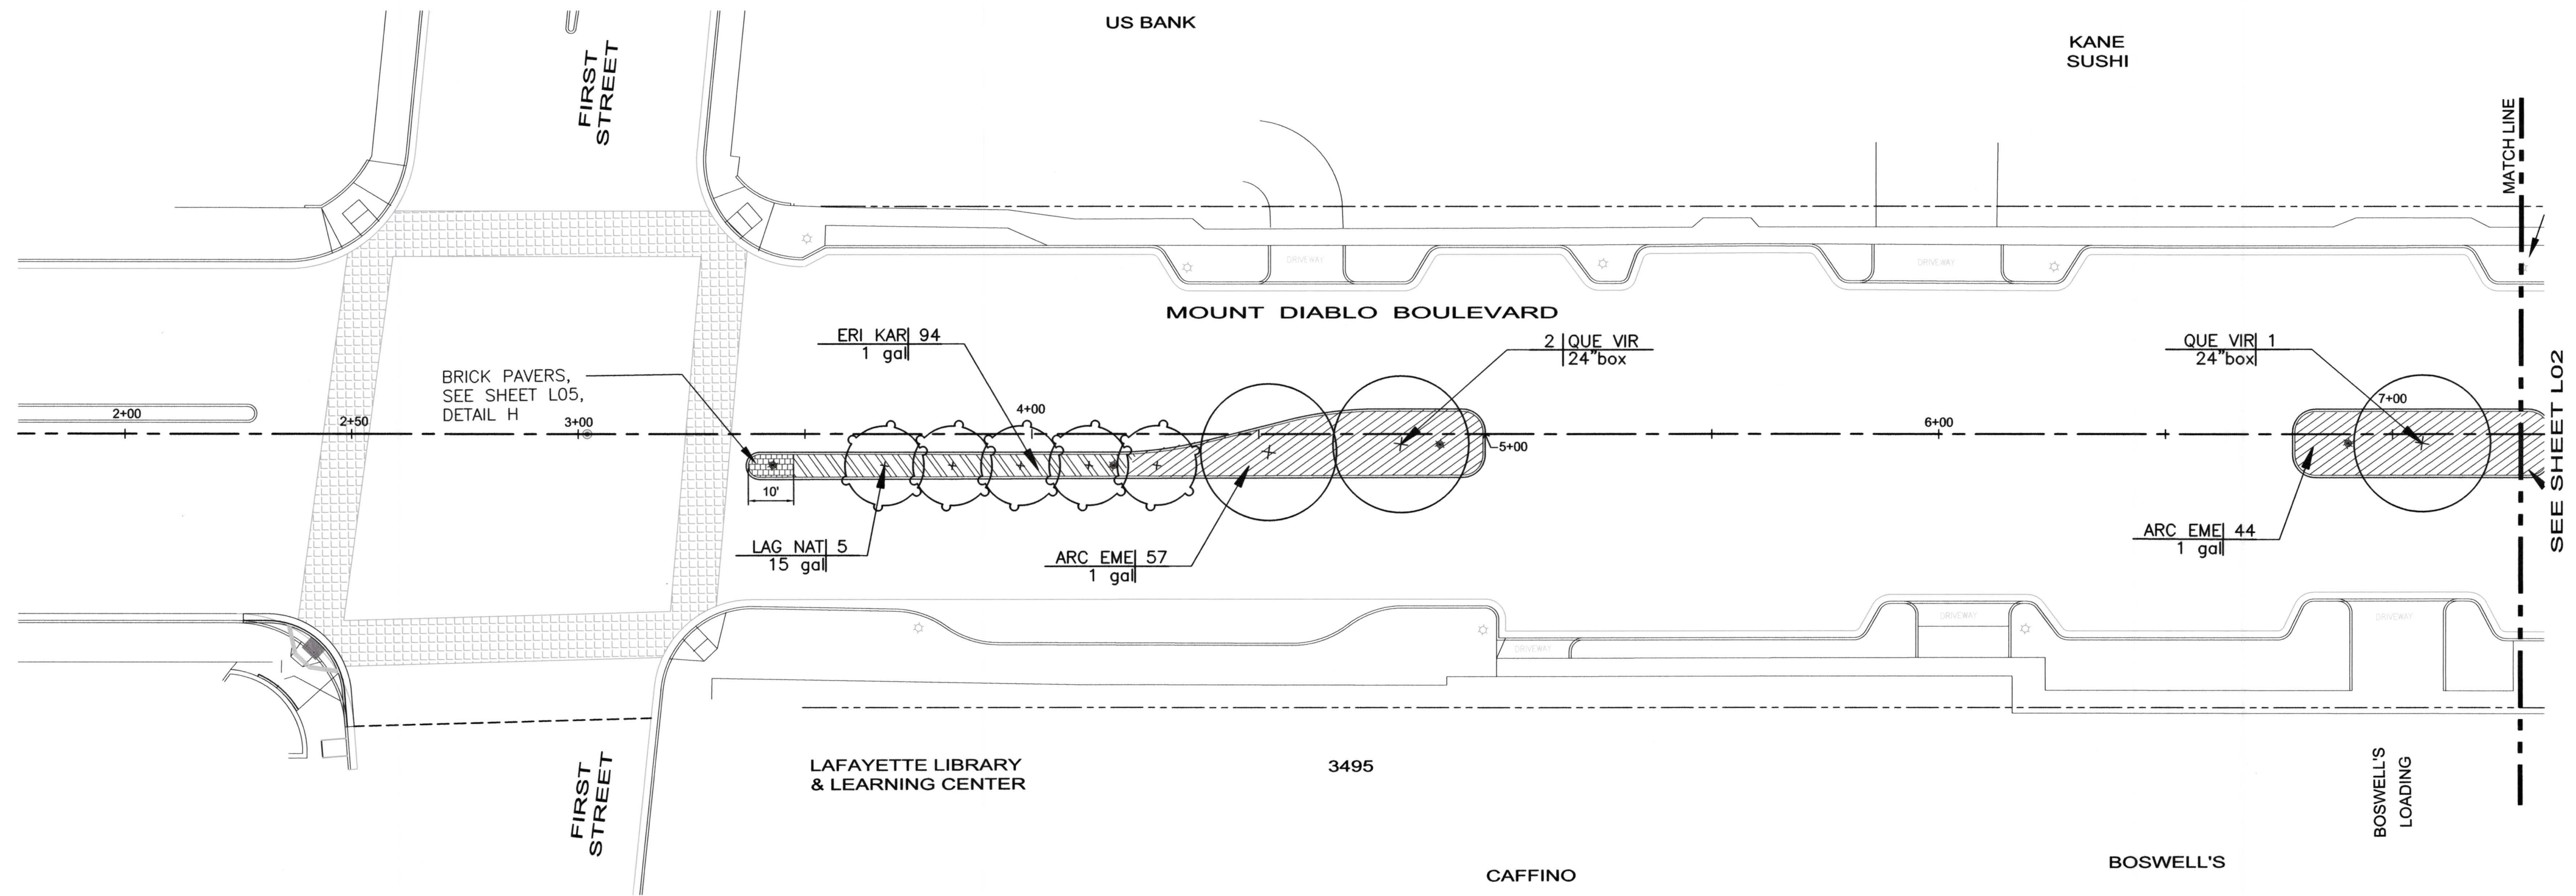 US BANK
KANE
SUSHI
FIRST
STREET
MATCH LINE
DRIVEWAY
DRIVEWAY
MOUNT DIABLO BOULEVARD
ERI KAR 94
1 gal
2 QUE VIR
24"box
QUE VIR 1
24"box
BRICK PAVERS,
SEE SHEET L05,
DETAIL H
SEE SHEET L02
2+00
2+50
3+00
4+00
5+00
6+00
7+00
10'
LAG NAT 5
15 gal
ARC EME 57
1 gal
ARC EME 44
1 gal
DRIVEWAY
DRIVEWAY
DRIVEWAY
FIRST
STREET
LAFAYETTE LIBRARY
& LEARNING CENTER
3495
BOSWELL'S
LOADING
CAFFINO
BOSWELL'S